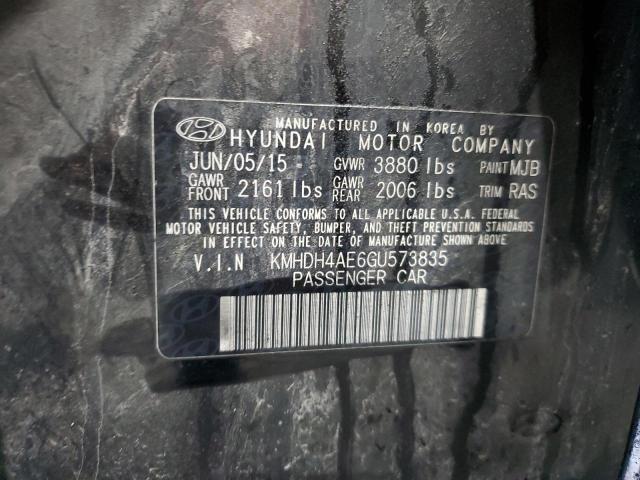 MANUFACTURED IN KOREA BY
HYUNDAI MOTOR COMPANY
JUN/05/15 GVWR 3880 lbs PAINT MJB
GAWR FRONT 2161 lbs GAWR REAR 2006 lbs TRIM RAS
THIS VEHICLE CONFORMS TO ALL APPLICABLE U.S.A. FEDERAL
MOTOR VEHICLE SAFETY, BUMPER, AND THEFT PREVENTION STANDARDS
IN EFFECT ON THE DATE OF MANUFACTURE SHOWN ABOVE.
V.I.N KMHDH4AE6GU573835
PASSENGER CAR